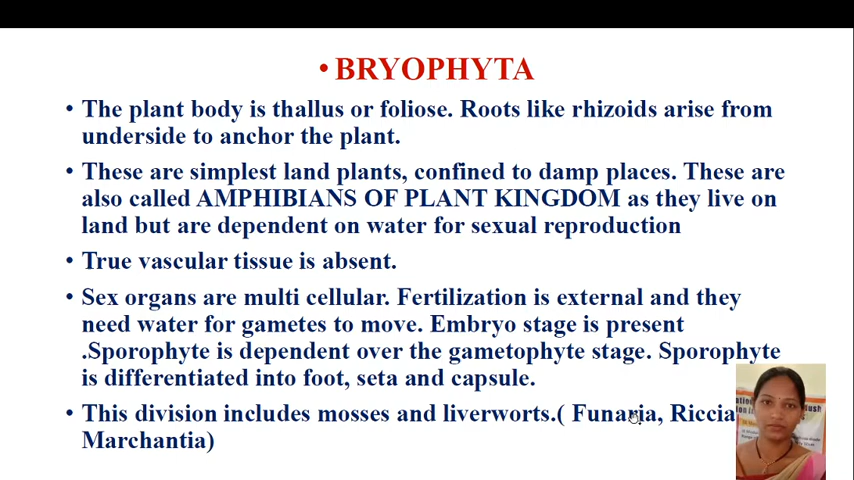 • BRYOPHYTA
• The plant body is thallus or foliose. Roots like rhizoids arise from
underside to anchor the plant.
• These are simplest land plants, confined to damp places. These are
also called AMPHIBIANS OF PLANT KINGDOM as they live on
land but are dependent on water for sexual reproduction
• True vascular tissue is absent.
• Sex organs are multi cellular. Fertilization is external and they
need water for gametes to move. Embryo stage is present
.Sporophyte is dependent over the gametophyte stage. Sporophyte
is differentiated into foot, seta and capsule.
• This division includes mosses and liverworts.( Funaria, Riccia
Marchantia)